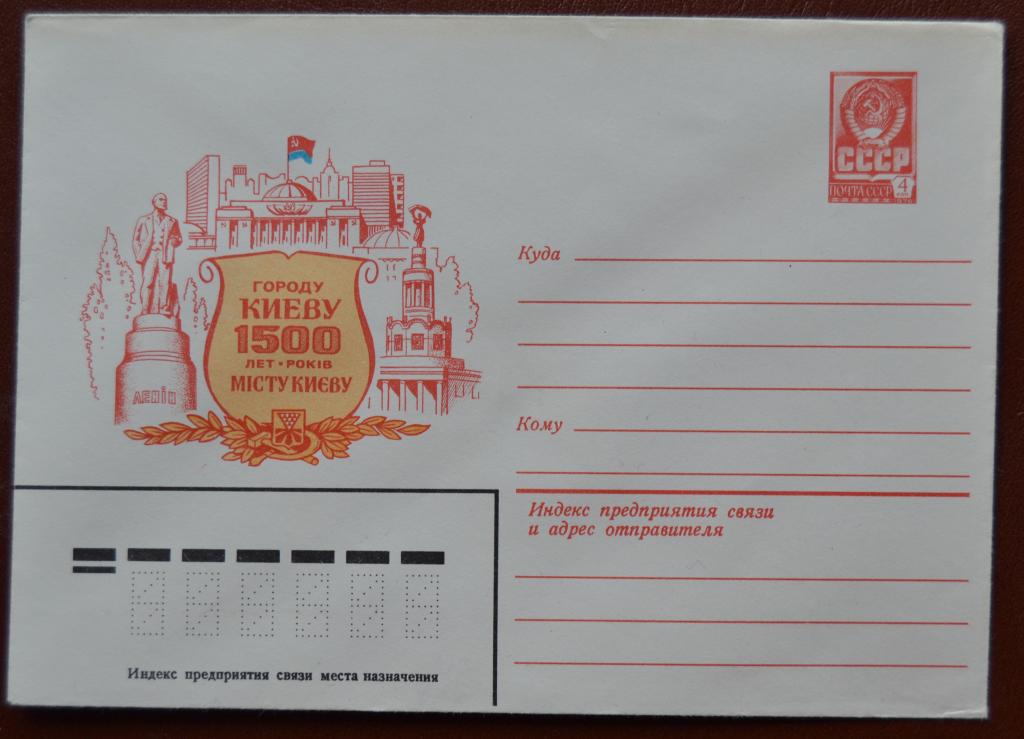 СССР
ПОЧТА СССР 4
Куда
ГОРОДУ
КИЕВУ
1500
ЛЕТ • РОКІВ
МІСТУ КИЄВУ
ЛЕНІН
Кому
Индекс предприятия связи
и адрес отправителя
Индекс предприятия связи места назначения